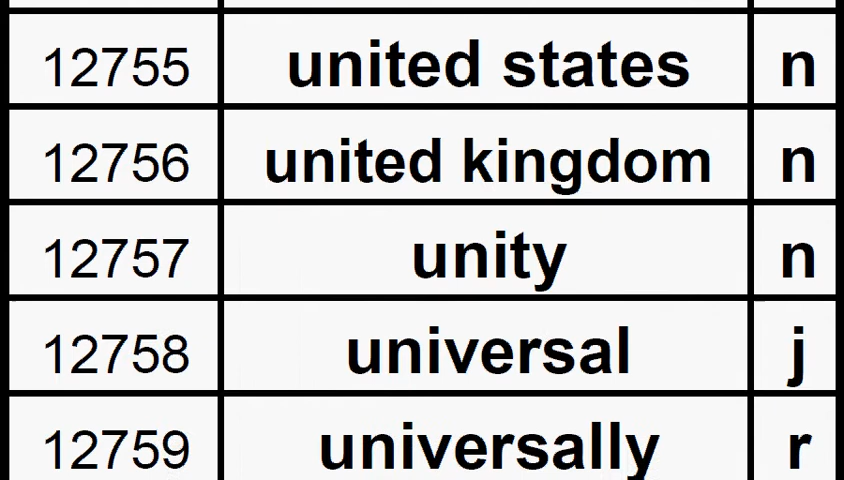 12755 united states n
12756 united kingdom n
12757 unity n
12758 universal j
12759 universally r